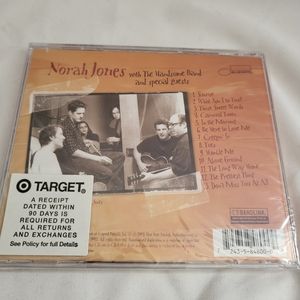 Norah Jones
with The Handsome Band
and special guests
1. Sunrise
2. What Am I to You?
3. Those Sweet Words
4. Carnival Town
5. In the Morning
6. Be Here to Love Me
7. Creepin' In
8. Toes
9. Humble Me
10. Above Ground
11. The Long Way Home
12. The Prettiest Thing
13. Don't Miss You At All
TARGET
A RECEIPT
DATED WITHIN
90 DAYS IS
REQUIRED FOR
ALL RETURNS
AND EXCHANGES
See Policy for full Details